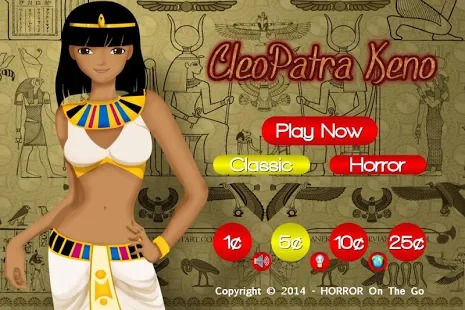 CleoPatra Keno
Play Now
Classic
Horror
1¢
5¢
10¢
25¢
Copyright © 2014 - HORROR On The Go